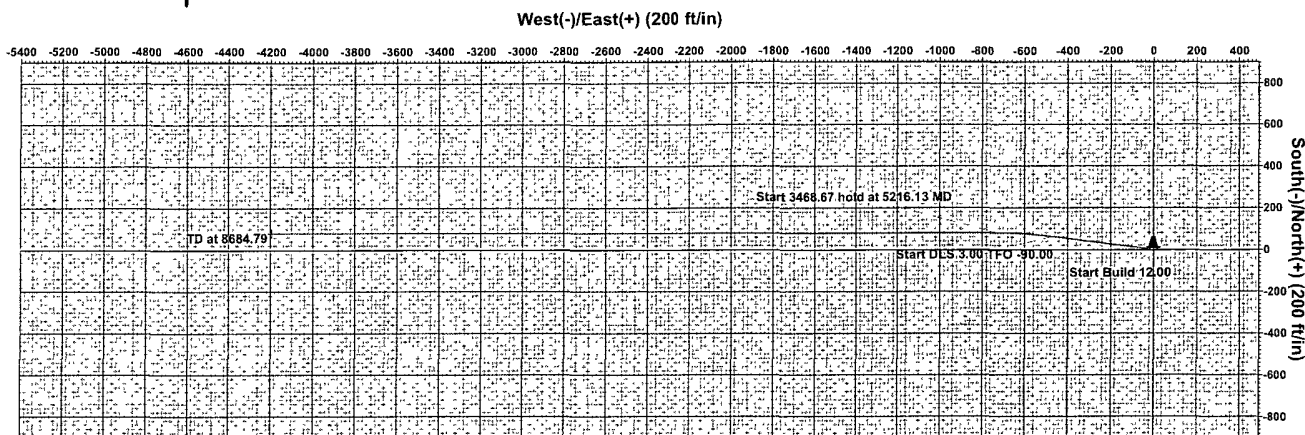 West(-)/East(+) (200 ft/in)
-5400 -5200 -5000 -4800 -4600 -4400 -4200 -4000 -3800 -3600 -3400 -3200 -3000 -2800 -2600 -2400 -2200 -2000 -1800 -1600 -1400 -1200 -1000 -800 -600 -400 -200 0 200 400
800
600
400
Start 3468.67 hold at 5216.13 MD
200
TD at 8684.79
0
Start DLS 3.00 TFO -90.00
Start Build 12.00
-200
-400
-600
-800
South(-)/North(+) (200 ft/in)